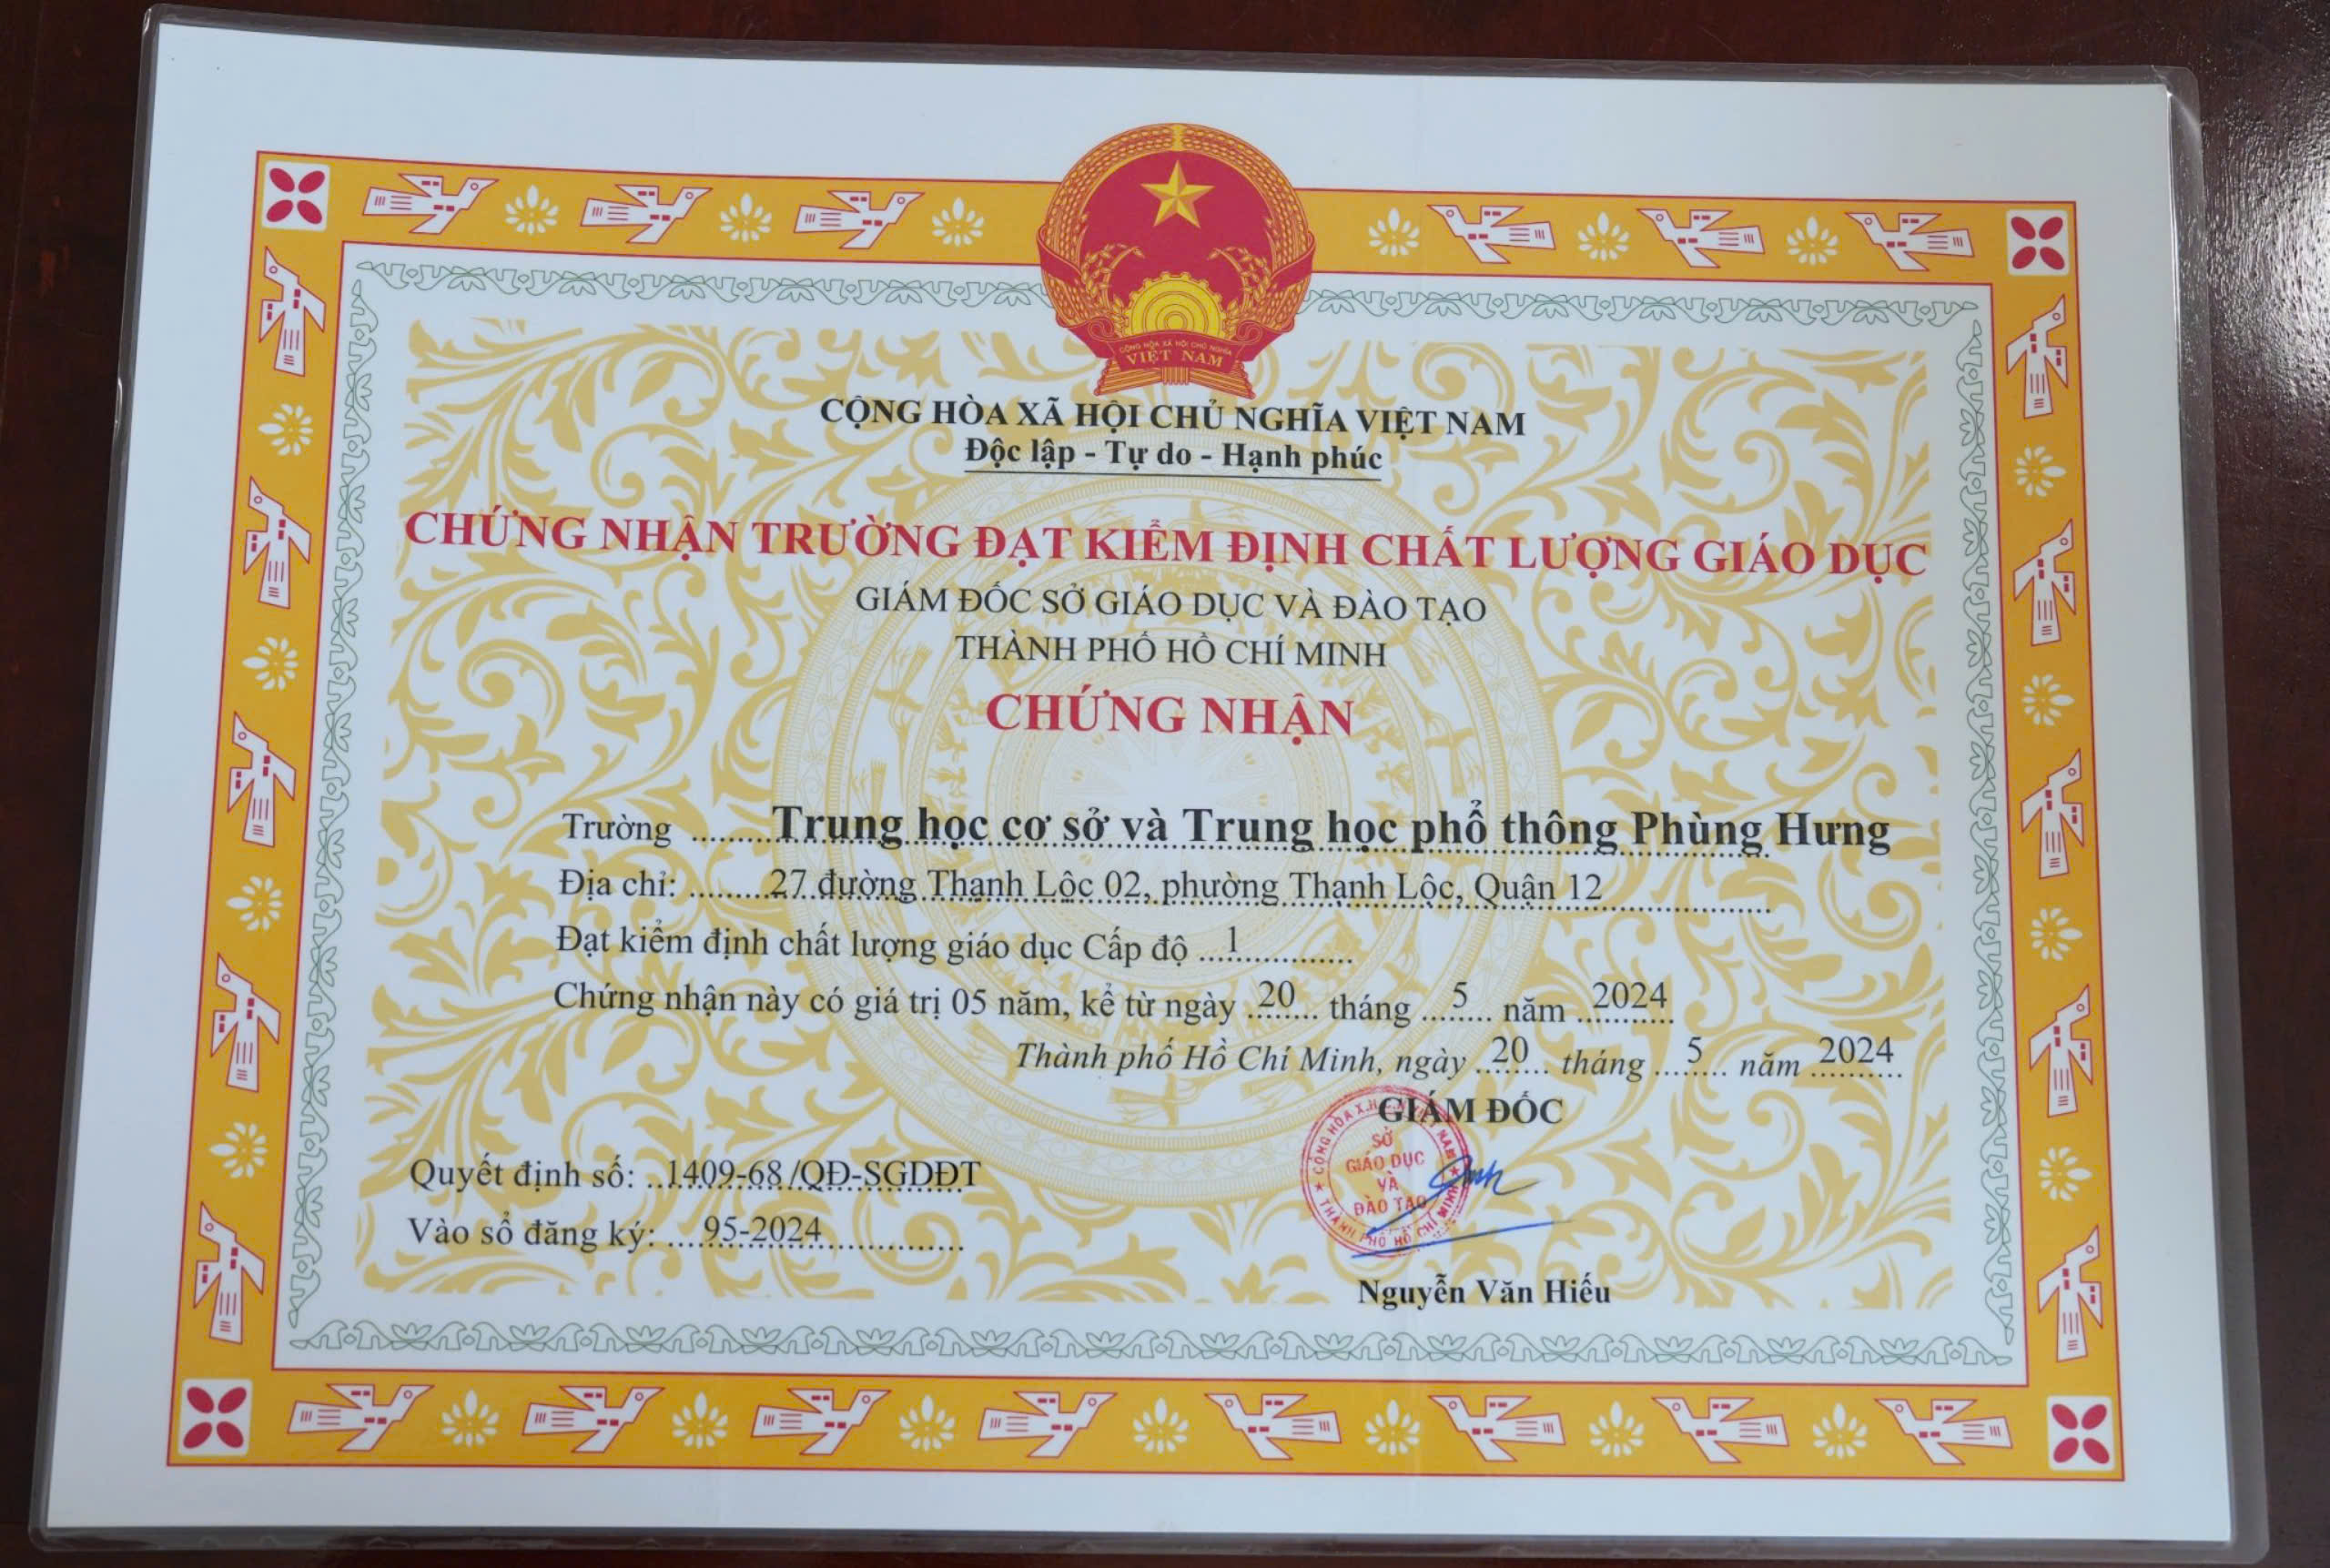 CỘNG HÒA XÃ HỘI CHỦ NGHĨA
VIỆT NAM
CỘNG HÒA XÃ HỘI CHỦ NGHĨA VIỆT NAM
Độc lập - Tự do - Hạnh phúc
CHỨNG NHẬN TRƯỜNG ĐẠT KIỂM ĐỊNH CHẤT LƯỢNG GIÁO DỤC
GIÁM ĐỐC SỞ GIÁO DỤC VÀ ĐÀO TẠO
THÀNH PHỐ HỒ CHÍ MINH
CHỨNG NHẬN
Trường ........Trung học cơ sở và Trung học phổ thông Phùng Hưng
Địa chỉ: ........27 đường Thạnh Lộc 02, phường Thạnh Lộc, Quận 12
Đạt kiểm định chất lượng giáo dục Cấp độ ...1...............
Chứng nhận này có giá trị 05 năm, kể từ ngày 20 tháng 5 năm 2024
Thành phố Hồ Chí Minh, ngày 20 tháng 5 năm 2024
GIÁM ĐỐC
CỘNG HÒA X.H.C.N VIỆT NAM
SỞ
GIÁO DỤC
VÀ
ĐÀO TẠO
THÀNH PHỐ HỒ CHÍ MINH
Quyết định số: ..1409-68/QĐ-SGDĐT
Vào sổ đăng ký: ....95-2024...............
Nguyễn Văn Hiếu